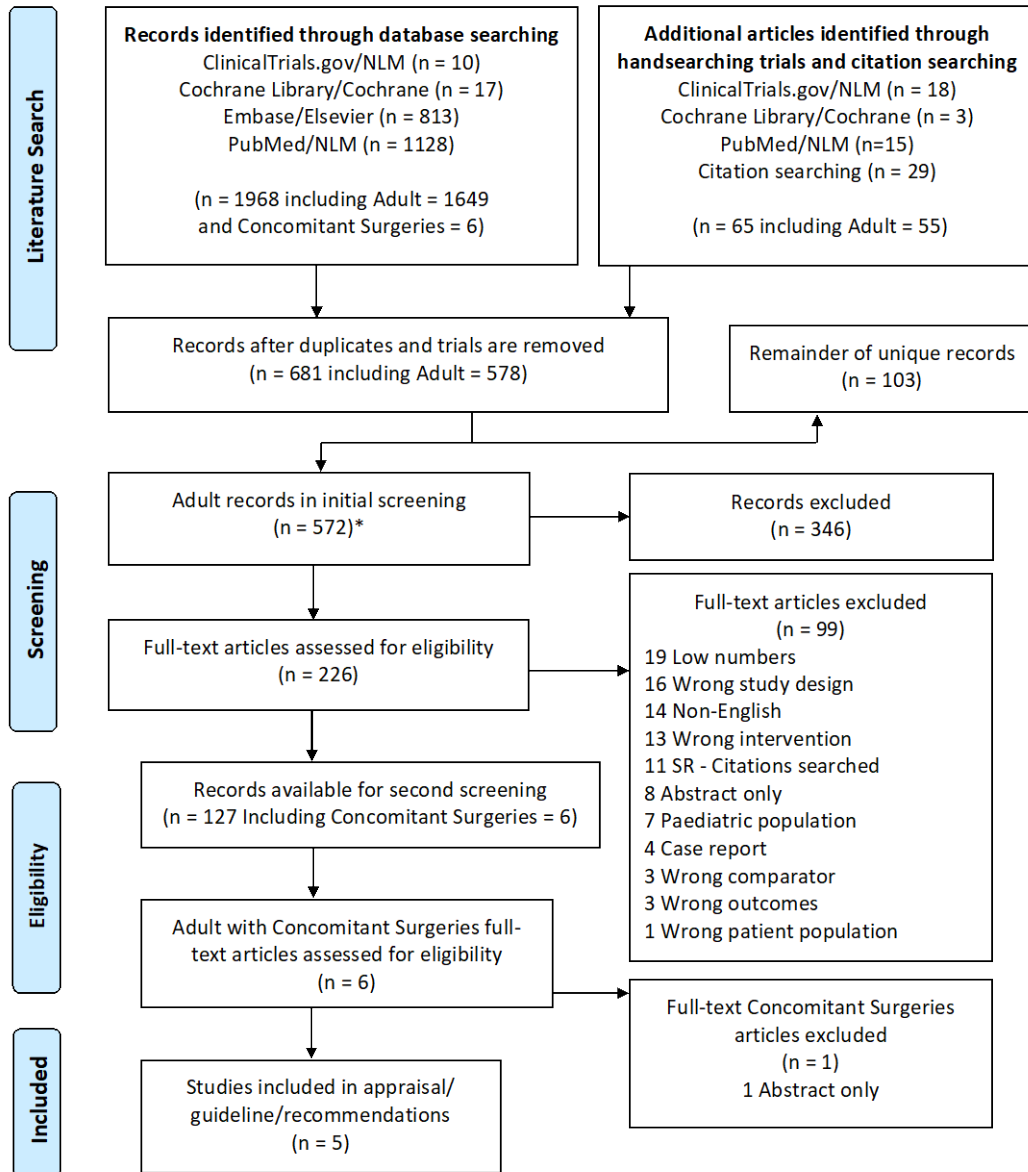 Literature Search
Records identified through database searching
ClinicalTrials.gov/NLM (n = 10)
Cochrane Library/Cochrane (n = 17)
Embase/Elsevier (n = 813)
PubMed/NLM (n = 1128)
(n = 1968 including Adult = 1649
and Concomitant Surgeries = 6)
Additional articles identified through
handsearching trials and citation searching
ClinicalTrials.gov/NLM (n = 18)
Cochrane Library/Cochrane (n = 3)
PubMed/NLM (n=15)
Citation searching (n = 29)
(n = 65 including Adult = 55)
Records after duplicates and trials are removed
(n = 681 including Adult = 578)
Remainder of unique records
(n = 103)
Screening
Adult records in initial screening
(n = 572)*
Records excluded
(n = 346)
Full-text articles assessed for eligibility
(n = 226)
Full-text articles excluded
(n = 99)
19 Low numbers
16 Wrong study design
14 Non-English
13 Wrong intervention
11 SR - Citations searched
8 Abstract only
7 Paediatric population
4 Case report
3 Wrong comparator
3 Wrong outcomes
1 Wrong patient population
Eligibility
Records available for second screening
(n = 127 Including Concomitant Surgeries = 6)
Adult with Concomitant Surgeries full-
text articles assessed for eligibility
(n = 6)
Full-text Concomitant Surgeries
articles excluded
(n = 1)
1 Abstract only
Included
Studies included in appraisal/
guideline/recommendations
(n = 5)